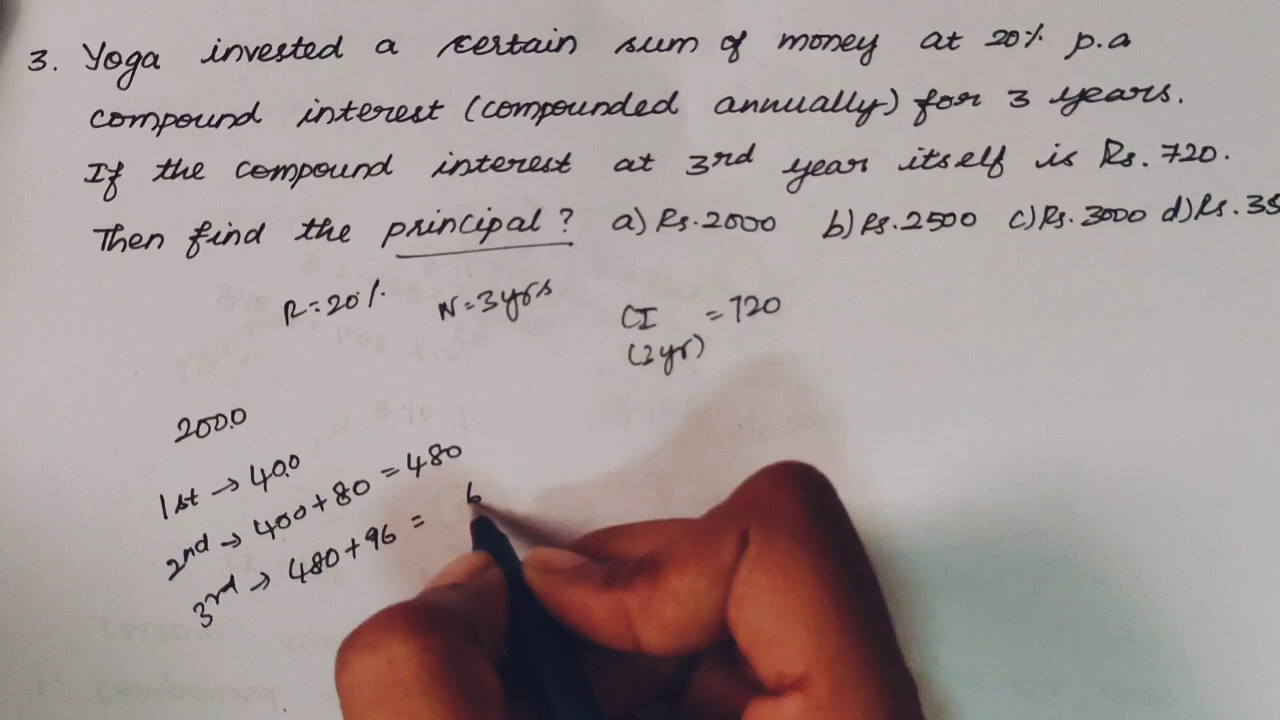 3. Yoga invested a certain sum of money at 20% p.a
compound interest (compounded annually) for 3 years.
If the compound interest at 3rd year itself is Rs. 720.
Then find the principal? a) Rs.2000 b) Rs.2500 c) Rs. 3000 d) Rs. 35
R=20% N=3yrs CI =720
(3yr)
2000
1st → 400
2nd → 400+80 = 480
3rd → 480+96 =